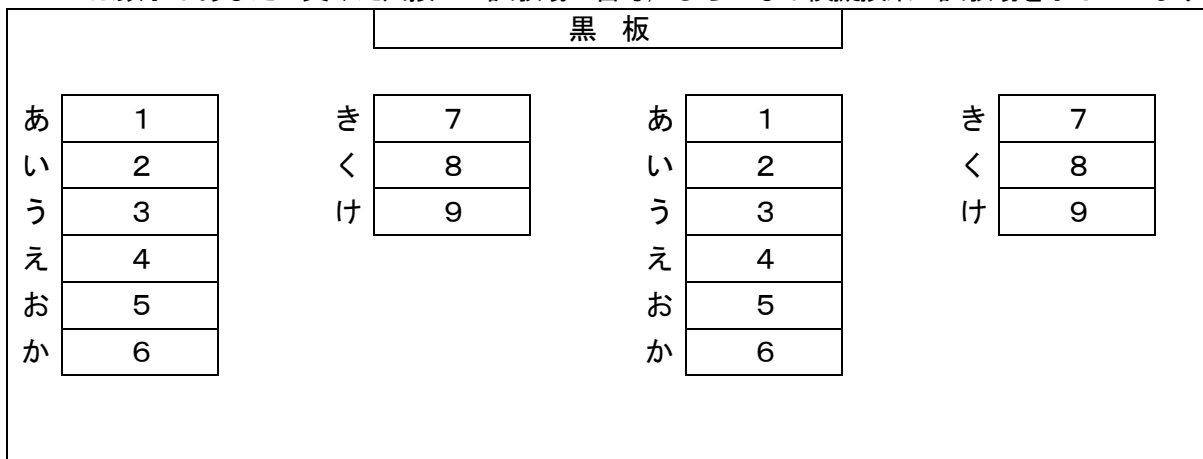 黒 板
あ 1 き 7 あ 1 き 7
い 2 く 8 い 2 く 8
う 3 け 9 う 3 け 9
え 4 え 4
お 5 お 5
か 6 か 6